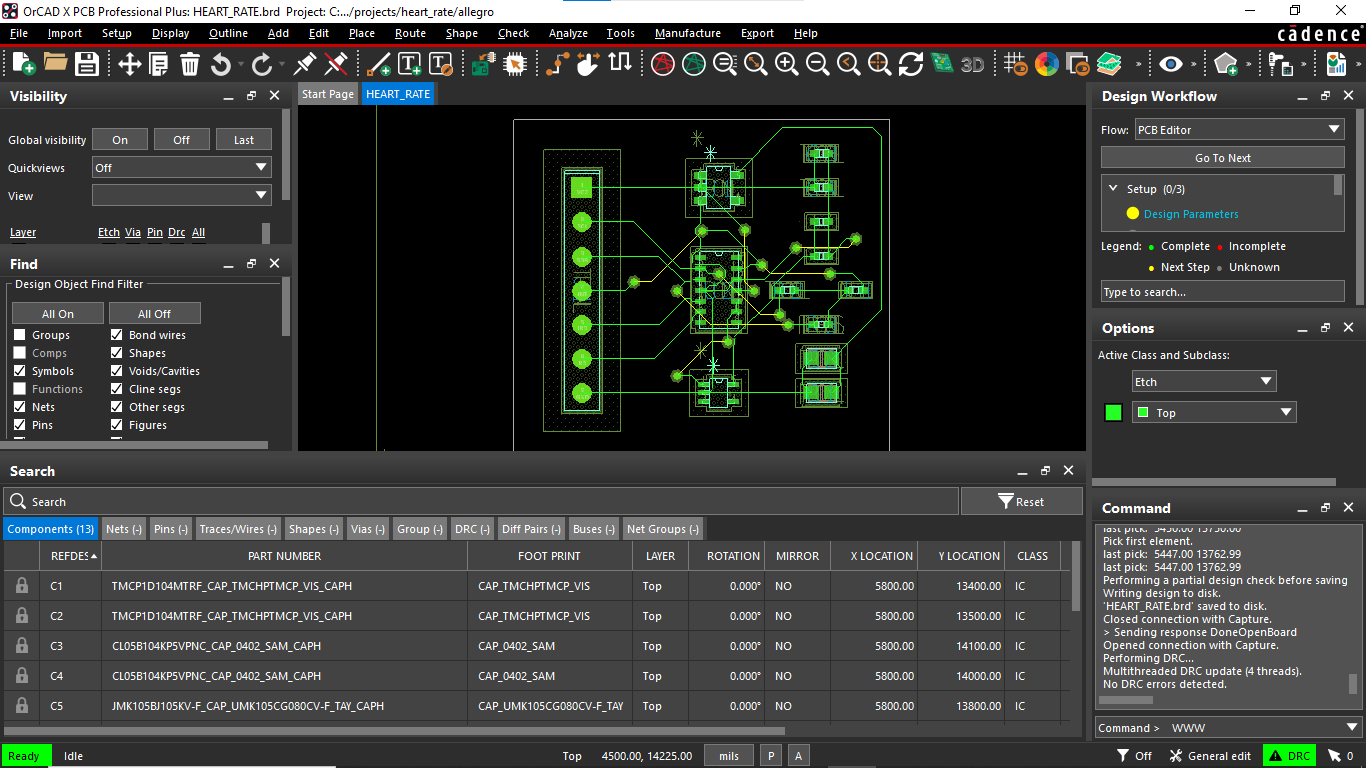 OrCAD X PCB Professional Plus: HEART_RATE.brd  Project: C:.../projects/heart_rate/allegro
File Import Setup Display Outline Add Edit Place Route Shape Check Analyze Tools Manufacture Export Help
cādence®
3D
Visibility
Global visibility On Off Last
Quickviews Off
View
Layer Etch Via Pin Drc All
Find
Design Object Find Filter
All On All Off
Groups Bond wires
Comps Shapes
Symbols Voids/Cavities
Functions Cline segs
Nets Other segs
Pins Figures
Start Page HEART_RATE
Design Workflow
Flow: PCB Editor
Go To Next
Setup (0/3)
Design Parameters
Legend: Complete Incomplete
Next Step Unknown
Type to search...
Options
Active Class and Subclass:
Etch
Top
Search
Search Reset
Components (13) Nets (-) Pins (-) Traces/Wires (-) Shapes (-) Vias (-) Group (-) DRC (-) Diff Pairs (-) Buses (-) Net Groups (-)
REFDES PART NUMBER FOOT PRINT LAYER ROTATION MIRROR X LOCATION Y LOCATION CLASS
C1 TMCP1D104MTRF_CAP_TMCHPTMCP_VIS_CAPH CAP_TMCHPTMCP_VIS Top 0.000° NO 5800.00 13400.00 IC
C2 TMCP1D104MTRF_CAP_TMCHPTMCP_VIS_CAPH CAP_TMCHPTMCP_VIS Top 0.000° NO 5800.00 13500.00 IC
C3 CL05B104KP5VPNC_CAP_0402_SAM_CAPH CAP_0402_SAM Top 0.000° NO 5800.00 14100.00 IC
C4 CL05B104KP5VPNC_CAP_0402_SAM_CAPH CAP_0402_SAM Top 0.000° NO 5800.00 14000.00 IC
C5 JMK105BJ105KV-F_CAP_UMK105CG080CV-F_TAY_CAPH CAP_UMK105CG080CV-F_TAY Top 0.000° NO 5800.00 13800.00 IC
Command
last pick:  5450.00 13750.00
Pick first element.
last pick:  5447.00 13762.99
last pick:  5447.00 13762.99
Performing a partial design check before saving
Writing design to disk.
'HEART_RATE.brd' saved to disk.
Closed connection with Capture.
> Sending response DoneOpenBoard
Opened connection with Capture.
Performing DRC...
Multithreaded DRC update (4 threads).
No DRC errors detected.
Command > WWW
Ready Idle Top 4500.00, 14225.00 mils P A Off General edit DRC 0